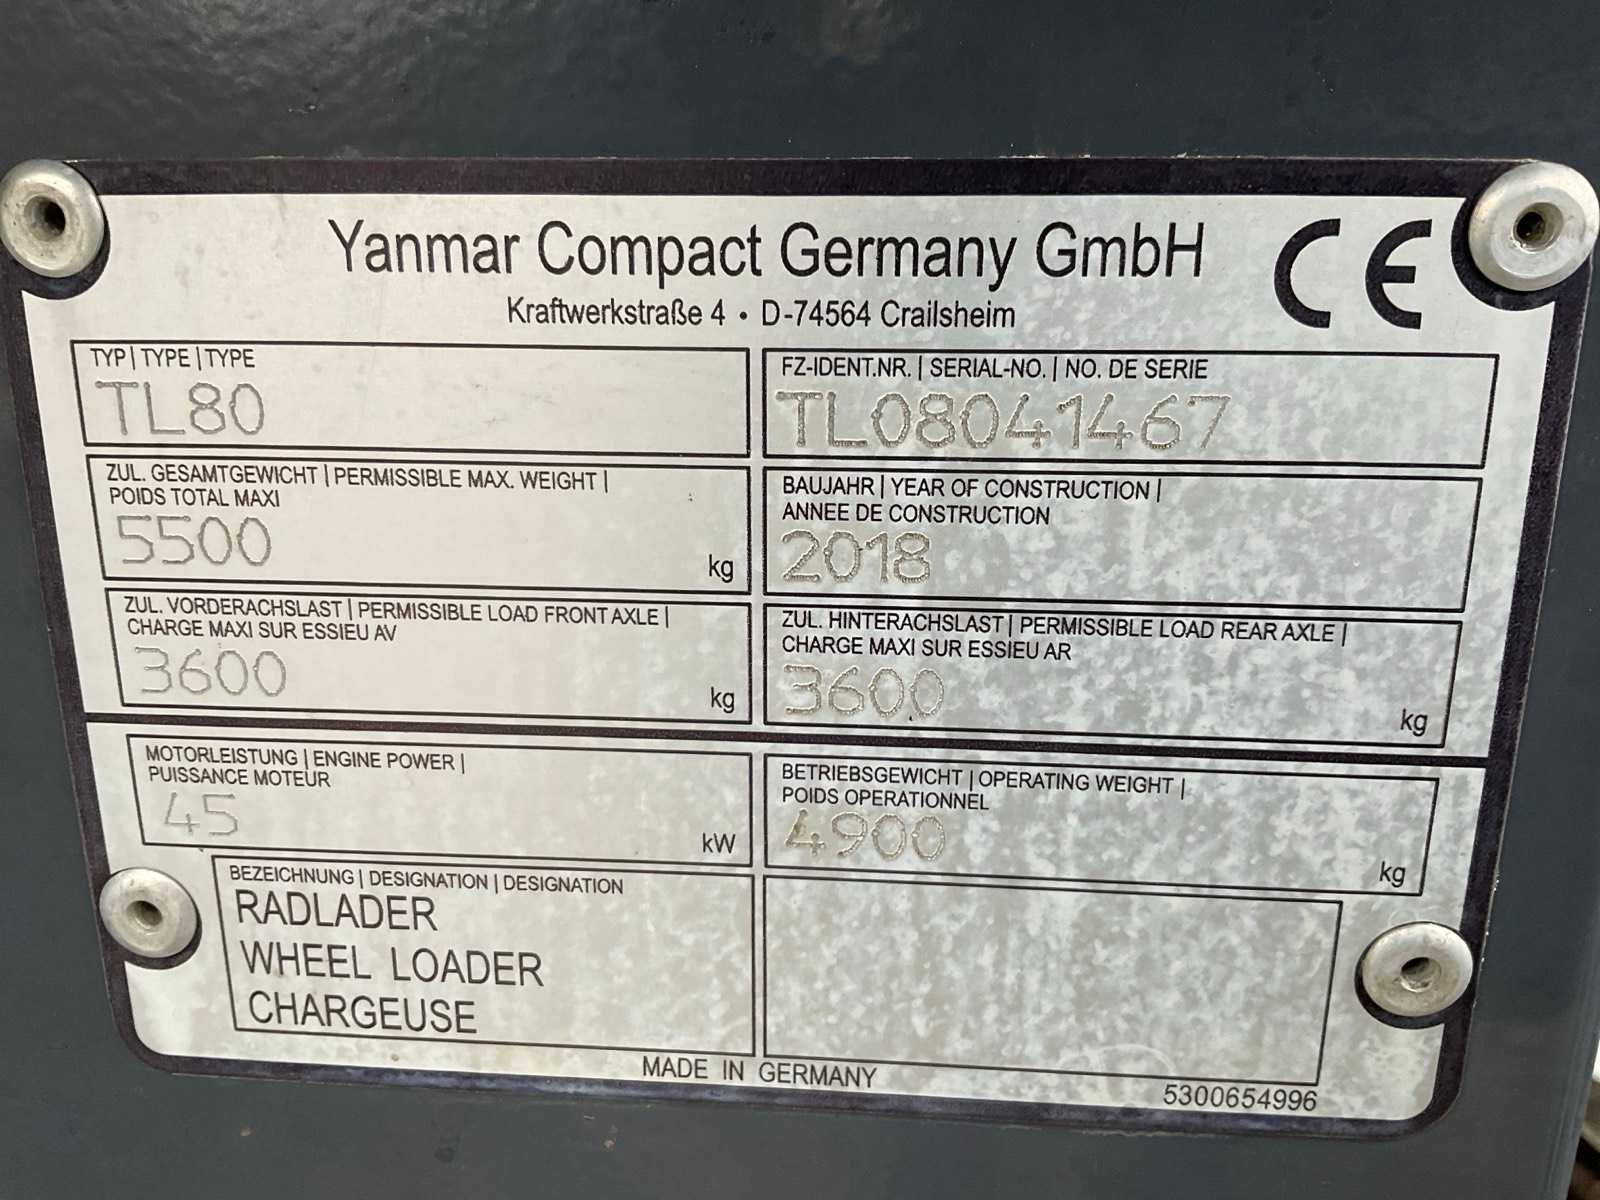 Yanmar Compact Germany GmbH
CE
Kraftwerkstraße 4 • D-74564 Crailsheim
TYP | TYPE | TYPE
TL80
FZ-IDENT.NR. | SERIAL-NO. | NO. DE SERIE
TL08041467
ZUL. GESAMTGEWICHT | PERMISSIBLE MAX. WEIGHT |
POIDS TOTAL MAXI
5500
kg
BAUJAHR | YEAR OF CONSTRUCTION |
ANNEE DE CONSTRUCTION
2018
ZUL. VORDERACHSLAST | PERMISSIBLE LOAD FRONT AXLE |
CHARGE MAXI SUR ESSIEU AV
3600
kg
ZUL. HINTERACHSLAST | PERMISSIBLE LOAD REAR AXLE |
CHARGE MAXI SUR ESSIEU AR
3600
kg
MOTORLEISTUNG | ENGINE POWER |
PUISSANCE MOTEUR
45
kW
BETRIEBSGEWICHT | OPERATING WEIGHT |
POIDS OPERATIONNEL
4900
kg
BEZEICHNUNG | DESIGNATION | DESIGNATION
RADLADER
WHEEL LOADER
CHARGEUSE
MADE IN GERMANY
5300654996